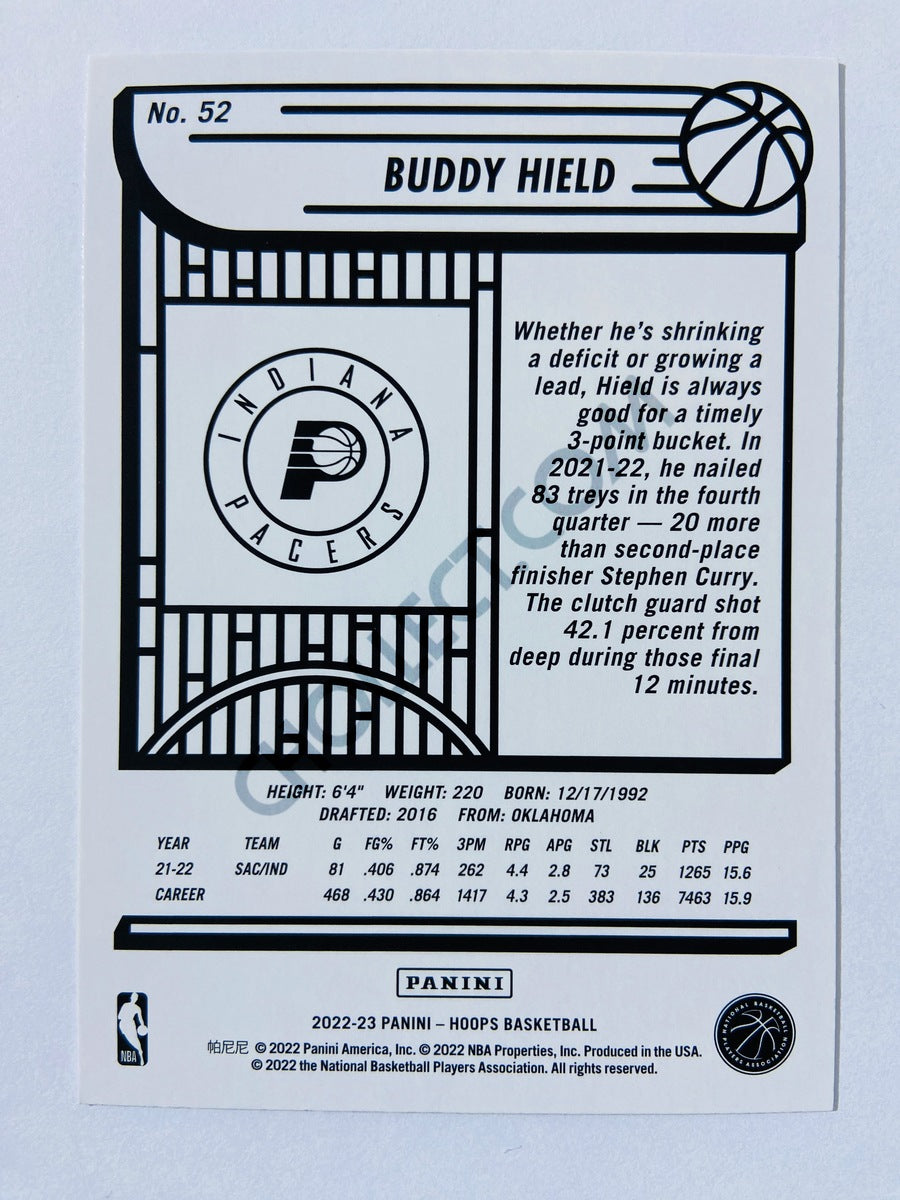 No. 52
BUDDY HIELD
INDIANA
PACERS
Whether he's shrinking
a deficit or growing a
lead, Hield is always
good for a timely
3-point bucket. In
2021-22, he nailed
83 treys in the fourth
quarter — 20 more
than second-place
finisher Stephen Curry.
The clutch guard shot
42.1 percent from
deep during those final
12 minutes.
CHOLLECT.COM
HEIGHT: 6'4" WEIGHT: 220 BORN: 12/17/1992
DRAFTED: 2016 FROM: OKLAHOMA
YEAR TEAM G FG% FT% 3PM RPG APG STL BLK PTS PPG
21-22 SAC/IND 81 .406 .874 262 4.4 2.8 73 25 1265 15.6
CAREER 468 .430 .864 1417 4.3 2.5 383 136 7463 15.9
PANINI
2022-23 PANINI – HOOPS BASKETBALL
帕尼尼 © 2022 Panini America, Inc. © 2022 NBA Properties, Inc. Produced in the USA.
© 2022 the National Basketball Players Association. All rights reserved.
NBA
NATIONAL BASKETBALL
PLAYERS ASSOCIATION